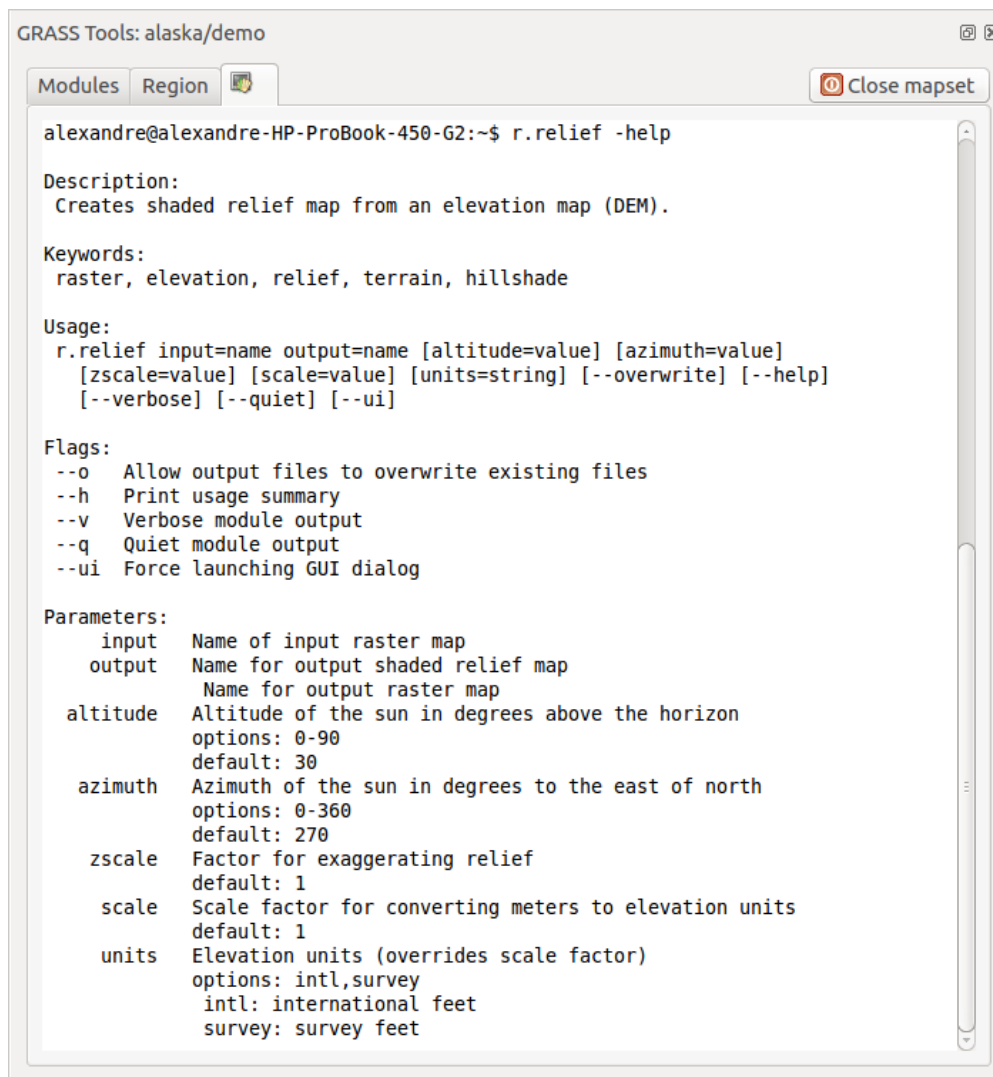 GRASS Tools: alaska/demo
Modules Region Close mapset
alexandre@alexandre-HP-ProBook-450-G2:~$ r.relief -help
Description:
Creates shaded relief map from an elevation map (DEM).
Keywords:
raster, elevation, relief, terrain, hillshade
Usage:
r.relief input=name output=name [altitude=value] [azimuth=value]
[zscale=value] [scale=value] [units=string] [--overwrite] [--help]
[--verbose] [--quiet] [--ui]
Flags:
--o Allow output files to overwrite existing files
--h Print usage summary
--v Verbose module output
--q Quiet module output
--ui Force launching GUI dialog
Parameters:
input Name of input raster map
output Name for output shaded relief map
Name for output raster map
altitude Altitude of the sun in degrees above the horizon
options: 0-90
default: 30
azimuth Azimuth of the sun in degrees to the east of north
options: 0-360
default: 270
zscale Factor for exaggerating relief
default: 1
scale Scale factor for converting meters to elevation units
default: 1
units Elevation units (overrides scale factor)
options: intl,survey
intl: international feet
survey: survey feet